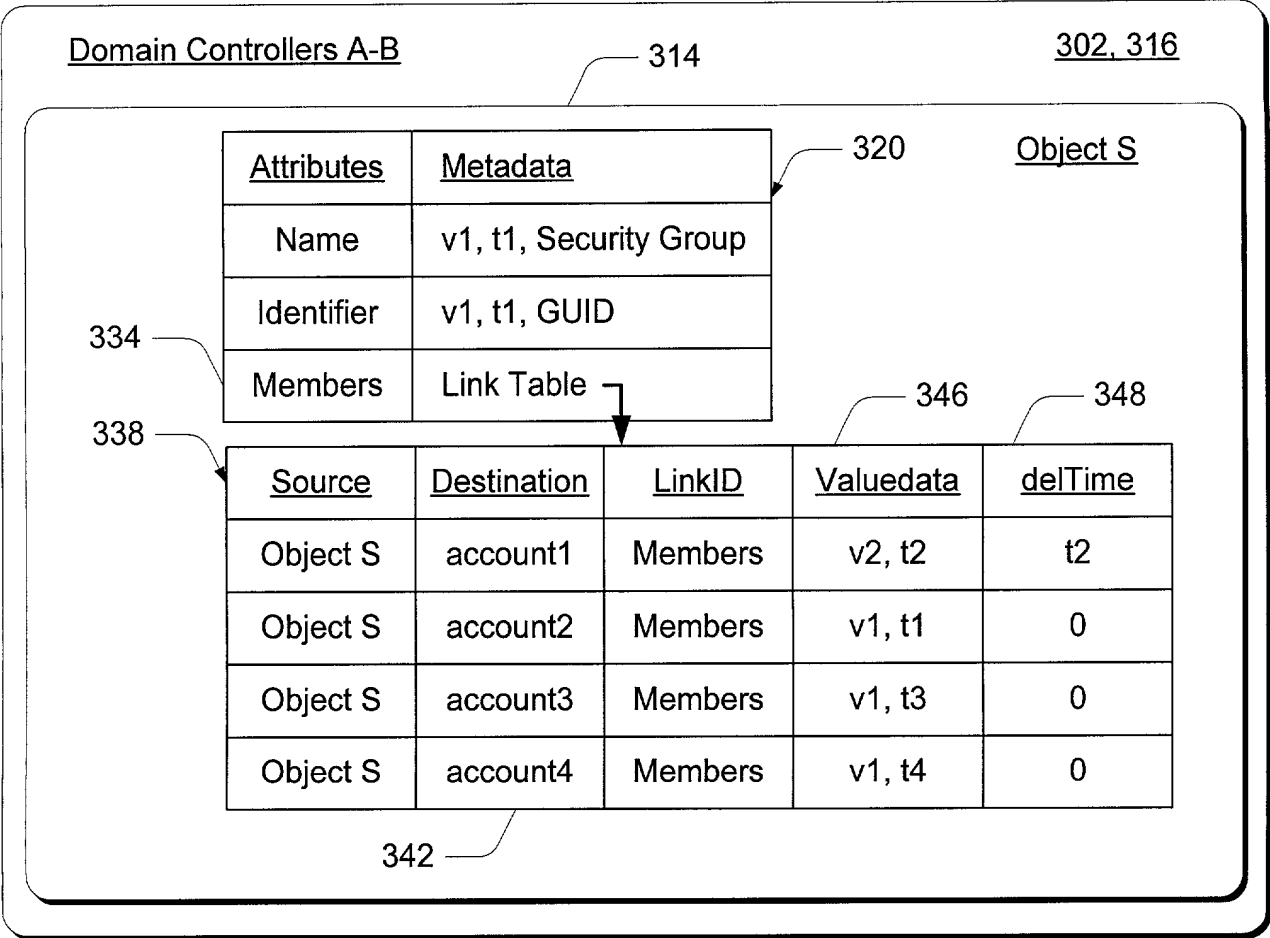 Domain Controllers A-B 314 302, 316
Attributes Metadata 320 Object S
Name v1, t1, Security Group
Identifier v1, t1, GUID
334
Members Link Table 346 348
338
Source Destination LinkID Valuedata delTime
Object S account1 Members v2, t2 t2
Object S account2 Members v1, t1 0
Object S account3 Members v1, t3 0
Object S account4 Members v1, t4 0
342